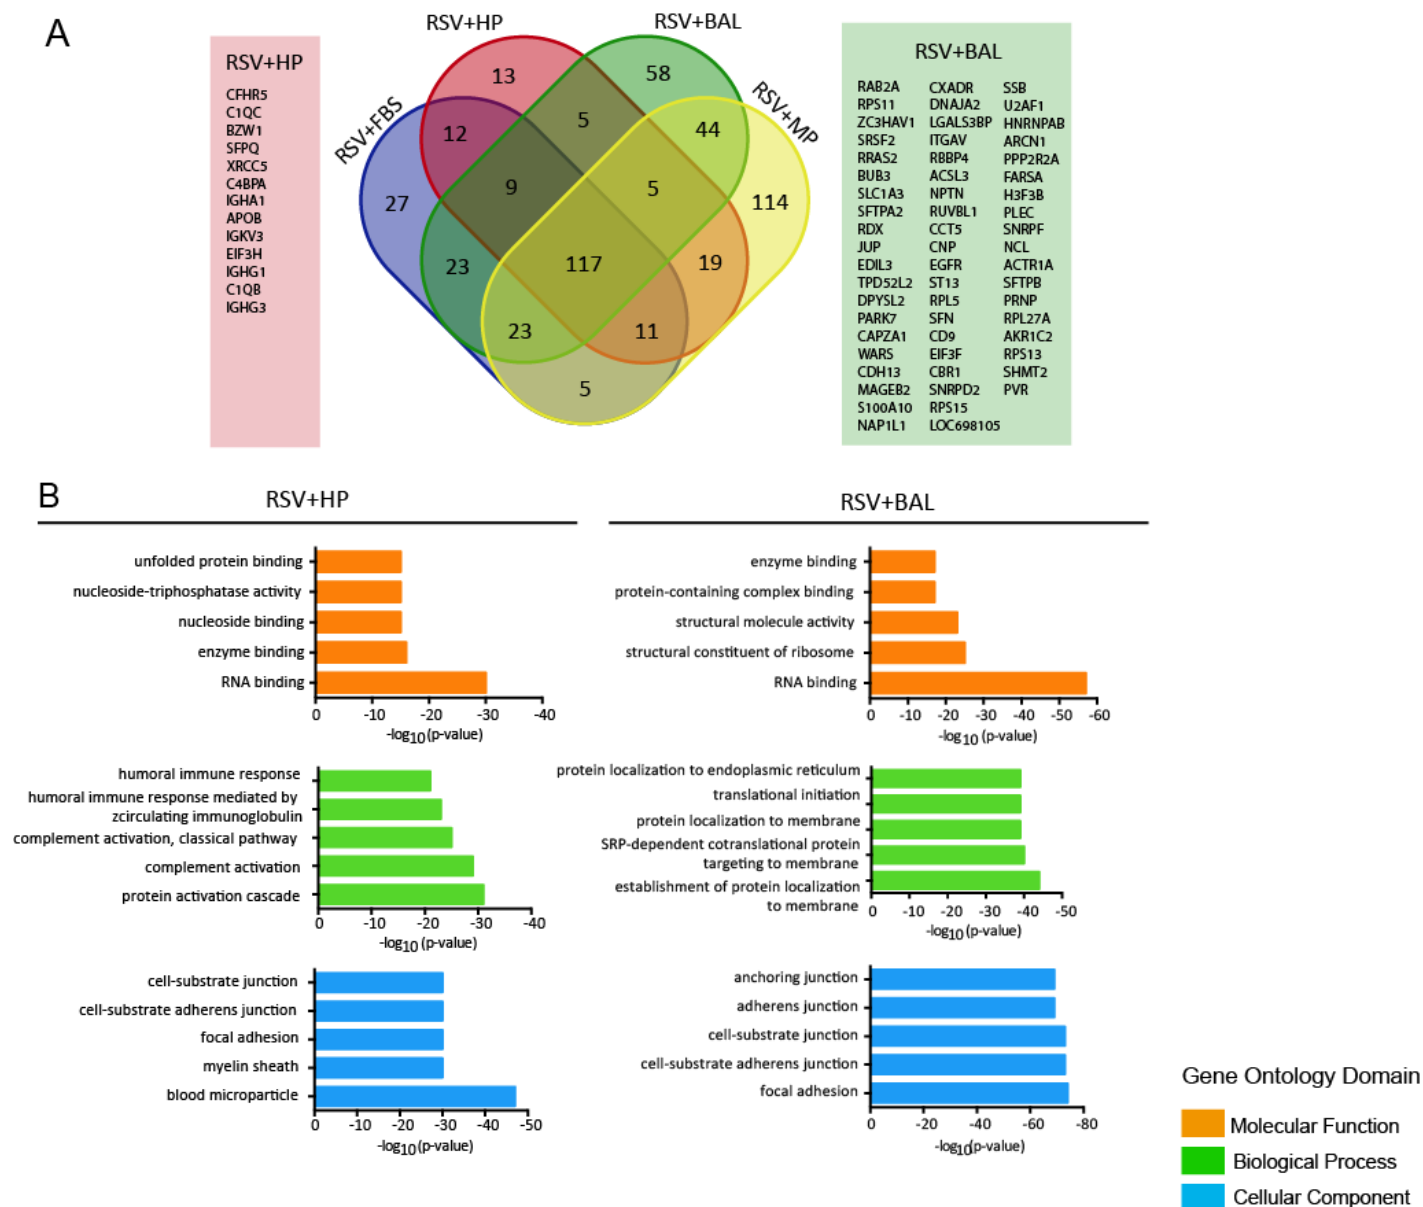 A
RSV+HP
RSV+BAL
RSV+FBS
RSV+MP
13
58
12
5
44
27
9
5
114
23
117
19
23
11
5
RSV+HP
CFHR5
C1QC
BZW1
SFPQ
XRCC5
C4BPA
IGHA1
APOB
IGKV3
EIF3H
IGHG1
C1QB
IGHG3
RSV+BAL
RAB2A CXADR SSB
RPS11 DNAJA2 U2AF1
ZC3HAV1 LGALS3BP HNRNPAB
SRSF2 ITGAV ARCN1
RRAS2 RBBP4 PPP2R2A
BUB3 ACSL3 FARSA
SLC1A3 NPTN H3F3B
SFTPA2 RUVBL1 PLEC
RDX CCT5 SNRPF
JUP CNP NCL
EDIL3 EGFR ACTR1A
TPD52L2 ST13 SFTPB
DPYSL2 RPL5 PRNP
PARK7 SFN RPL27A
CAPZA1 CD9 AKR1C2
WARS EIF3F RPS13
CDH13 CBR1 SHMT2
MAGEB2 SNRPD2 PVR
S100A10 RPS15
NAP1L1 LOC698105
B
RSV+HP
unfolded protein binding
nucleoside-triphosphatase activity
nucleoside binding
enzyme binding
RNA binding
0 -10 -20 -30 -40
-log10 (p-value)
humoral immune response
humoral immune response mediated by
zcirculating immunoglobulin
complement activation, classical pathway
complement activation
protein activation cascade
0 -10 -20 -30 -40
-log10 (p-value)
cell-substrate junction
cell-substrate adherens junction
focal adhesion
myelin sheath
blood microparticle
0 -10 -20 -30 -40 -50
-log10 (p-value)
RSV+BAL
enzyme binding
protein-containing complex binding
structural molecule activity
structural constituent of ribosome
RNA binding
0 -10 -20 -30 -40 -50 -60
-log10 (p-value)
protein localization to endoplasmic reticulum
translational initiation
protein localization to membrane
SRP-dependent cotranslational protein
targeting to membrane
establishment of protein localization
to membrane
0 -10 -20 -30 -40 -50
-log10 (p-value)
anchoring junction
adherens junction
cell-substrate junction
cell-substrate adherens junction
focal adhesion
0 -20 -40 -60 -80
-log10(p-value)
Gene Ontology Domain
Molecular Function
Biological Process
Cellular Component